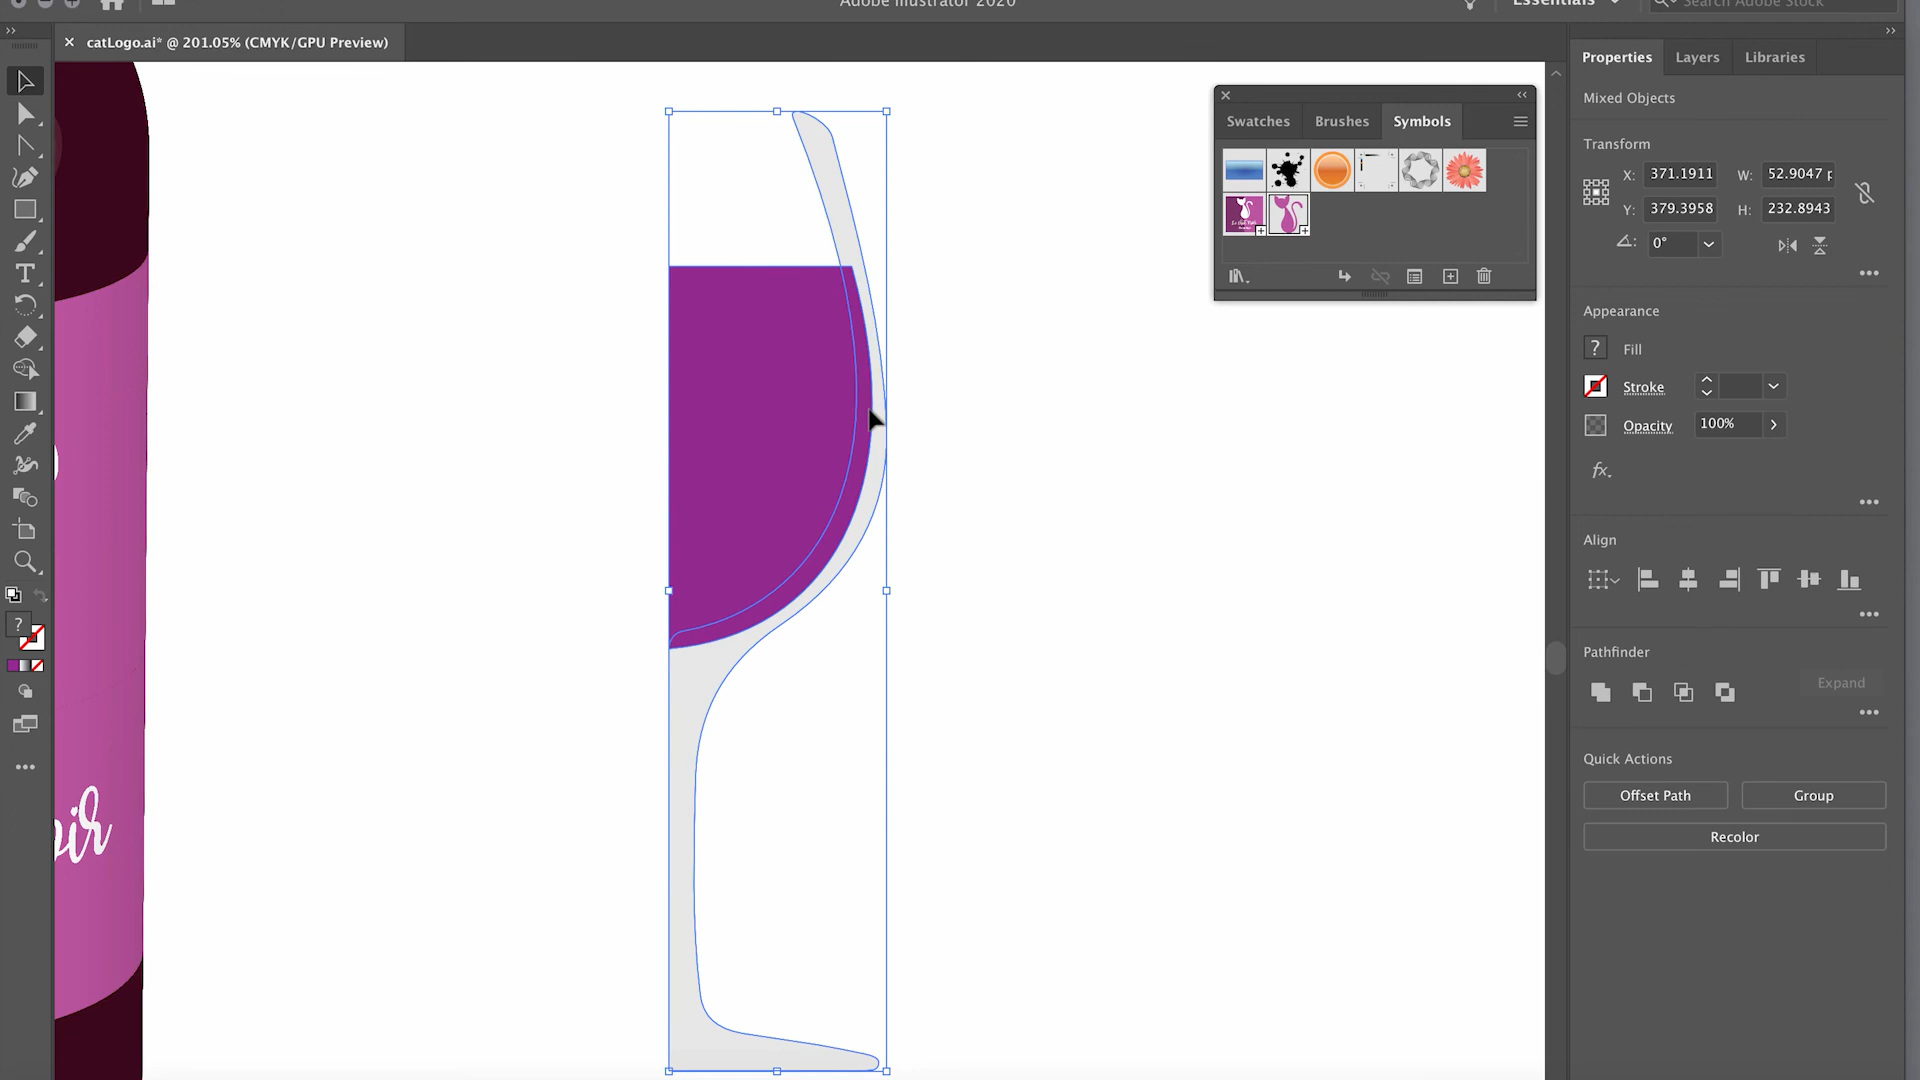 Adobe Illustrator 2020
Essentials
Search Adobe Stock
catLogo.ai* @ 201.05% (CMYK/GPU Preview)
Properties
Layers
Libraries
Mixed Objects
Transform
X: 371.1911
W: 52.9047 p
Y: 379.3958
H: 232.8943
0°
Appearance
? Fill
Stroke
Opacity
100%
fx
Align
Pathfinder
Expand
Quick Actions
Offset Path
Group
Recolor
Swatches
Brushes
Symbols
T
?
oir